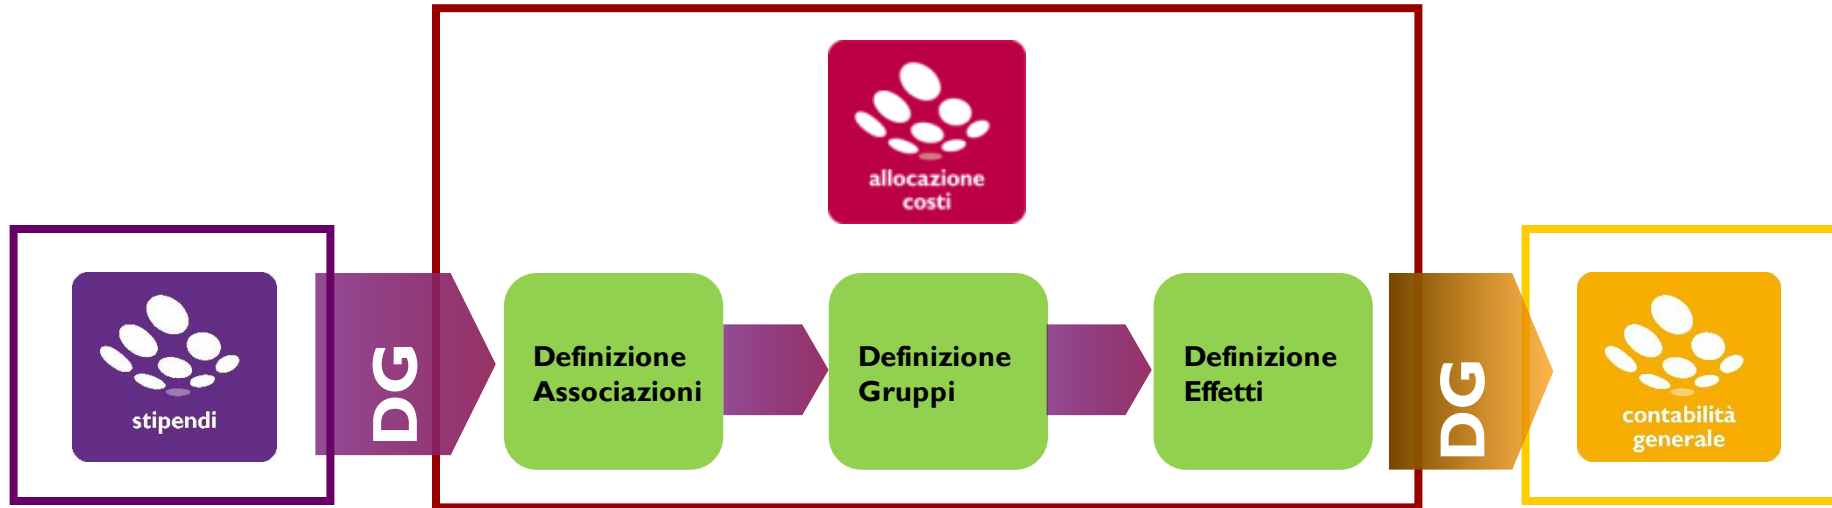 allocazione
costi
stipendi
DG
Definizione
Associazioni
Definizione
Gruppi
Definizione
Effetti
DG
contabilità
generale